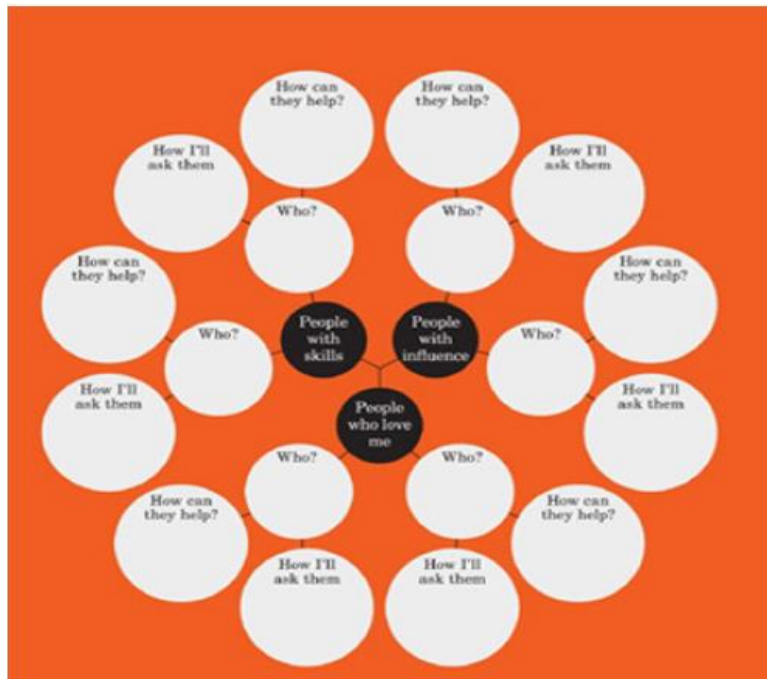 How can
they help?
How can
they help?
How I'll
ask them
How I'll
ask them
Who?
Who?
How can
they help?
How can
they help?
People
with
skills
People
with
influence
Who?
Who?
How I'll
ask them
How I'll
ask them
People
who love
me
Who?
Who?
How can
they help?
How can
they help?
How I'll
ask them
How I'll
ask them